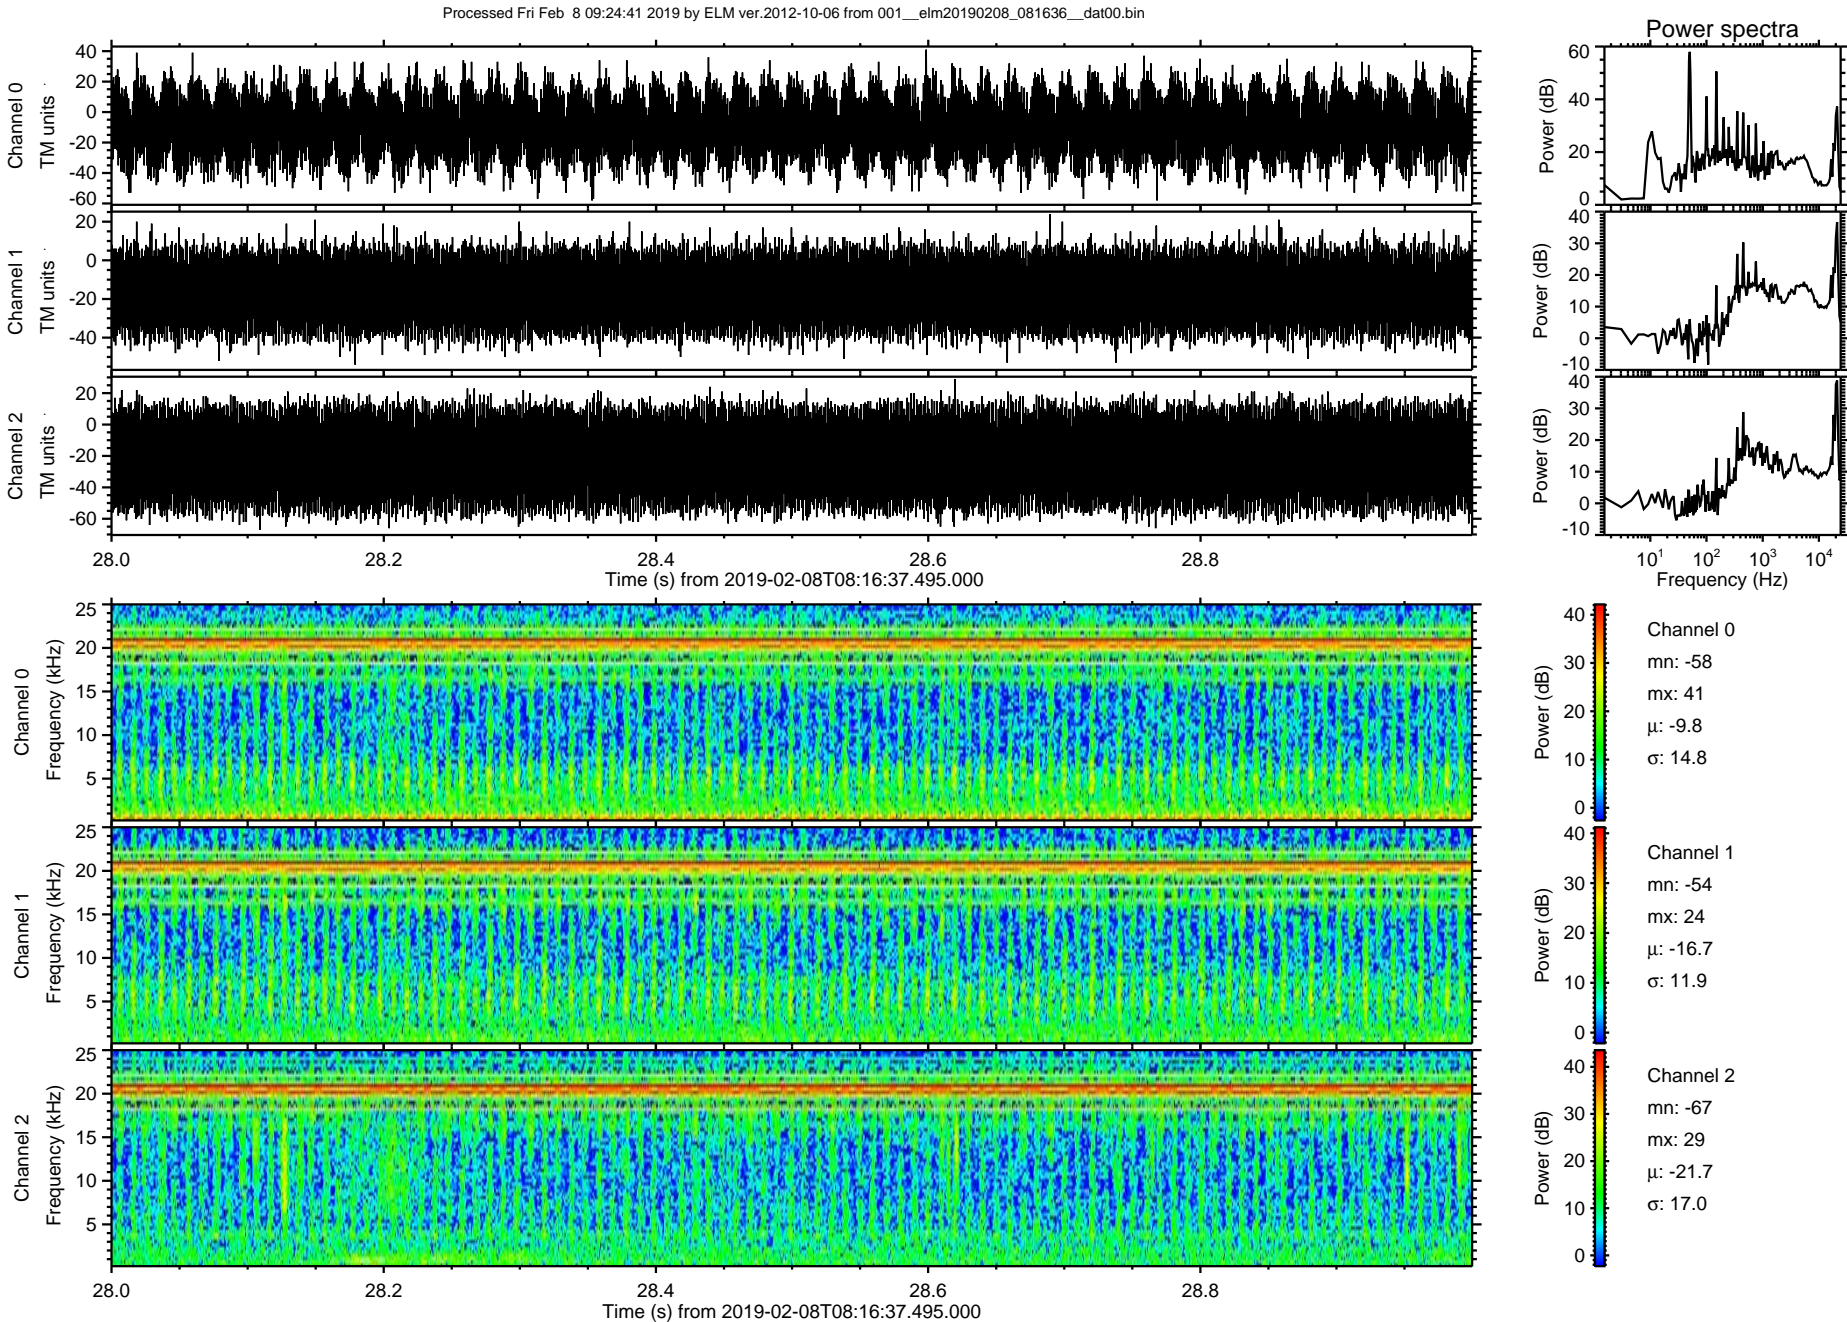 Processed Fri Feb 8 09:24:41 2019 by ELM ver.2012-10-06 from 001__elm20190208_081636__dat00.bin
Power spectra
Channel 0
TM units
40
20
0
-20
-40
-60
Power (dB)
60
40
20
0
Channel 1
TM units
20
0
-20
-40
Power (dB)
40
30
20
10
0
-10
Channel 2
TM units
20
0
-20
-40
-60
Power (dB)
40
30
20
10
0
-10
28.0 28.2 28.4 28.6 28.8
Time (s) from 2019-02-08T08:16:37.495.000
10^1 10^2 10^3 10^4
Frequency (Hz)
Channel 0
Frequency (kHz)
25
20
15
10
5
Power (dB)
40
30
20
10
0
Channel 0
mn: -58
mx: 41
μ: -9.8
σ: 14.8
Channel 1
Frequency (kHz)
25
20
15
10
5
Power (dB)
40
30
20
10
0
Channel 1
mn: -54
mx: 24
μ: -16.7
σ: 11.9
Channel 2
Frequency (kHz)
25
20
15
10
5
Power (dB)
40
30
20
10
0
Channel 2
mn: -67
mx: 29
μ: -21.7
σ: 17.0
28.0 28.2 28.4 28.6 28.8
Time (s) from 2019-02-08T08:16:37.495.000